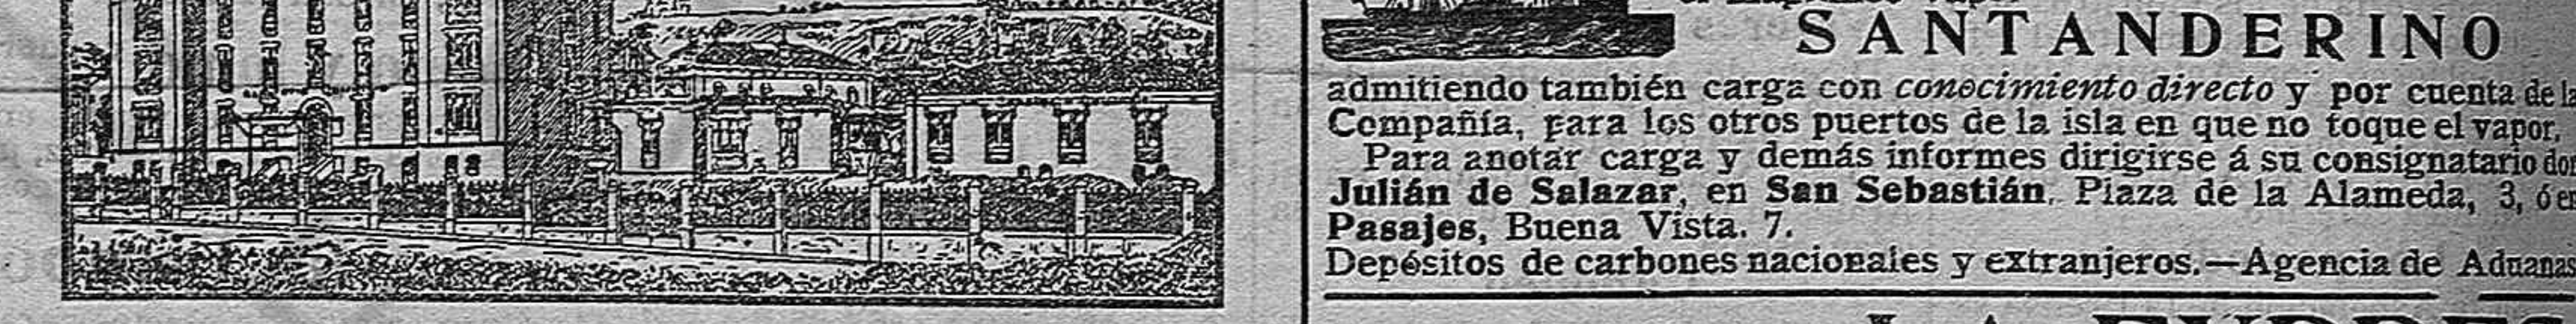 SANTANDERINO
admitiendo también carga con conocimiento directo y por cuenta de la
Compañía, para los otros puertos de la isla en que no toque el vapor.
Para anotar carga y demás informes dirigirse á su consignatario don
Julián de Salazar, en San Sebastián, Plaza de la Alameda, 3, ó en
Pasajes, Buena Vista. 7.
Depósitos de carbones nacionales y extranjeros.—Agencia de Aduanas
LA